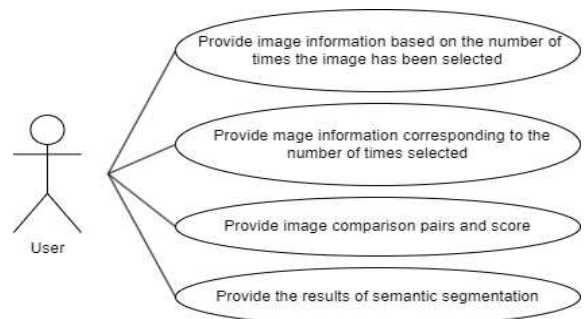 Provide image information based on the number of
times the image has been selected
Provide mage information corresponding to the
number of times selected
Provide image comparison pairs and score
User
Provide the results of semantic segmentation